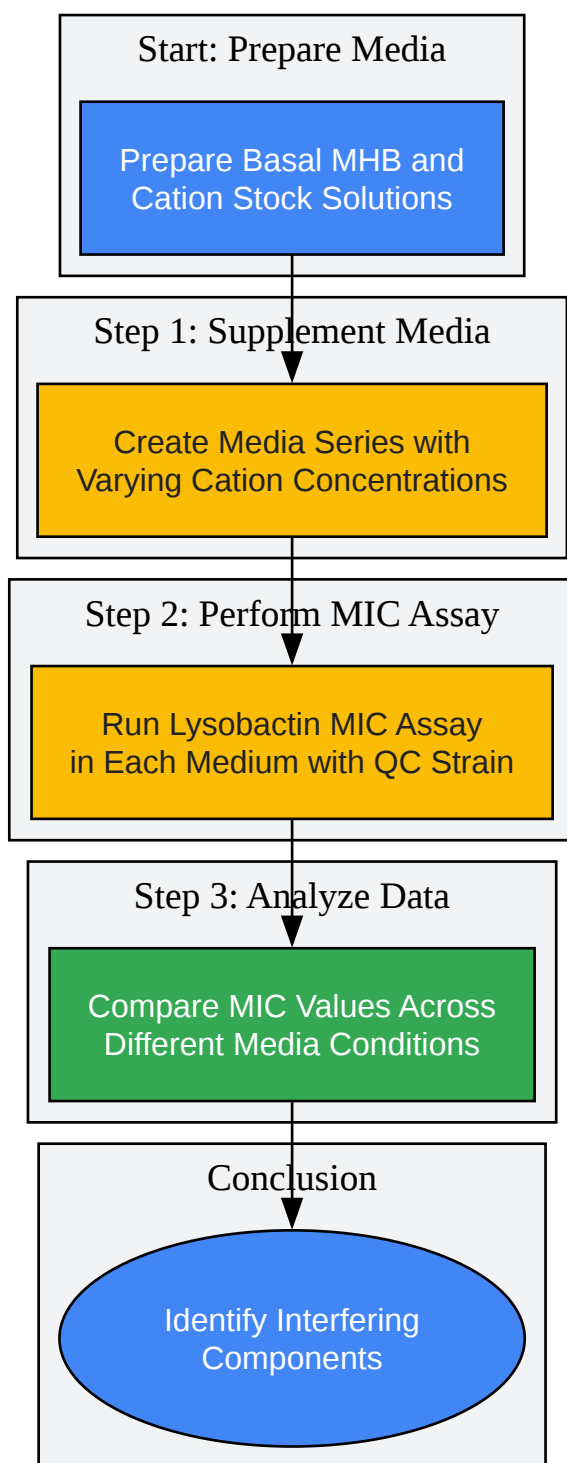 Start: Prepare Media
Prepare Basal MHB and
Cation Stock Solutions
Step 1: Supplement Media
Create Media Series with
Varying Cation Concentrations
Step 2: Perform MIC Assay
Run Lysobactin MIC Assay
in Each Medium with QC Strain
Step 3: Analyze Data
Compare MIC Values Across
Different Media Conditions
Conclusion
Identify Interfering
Components